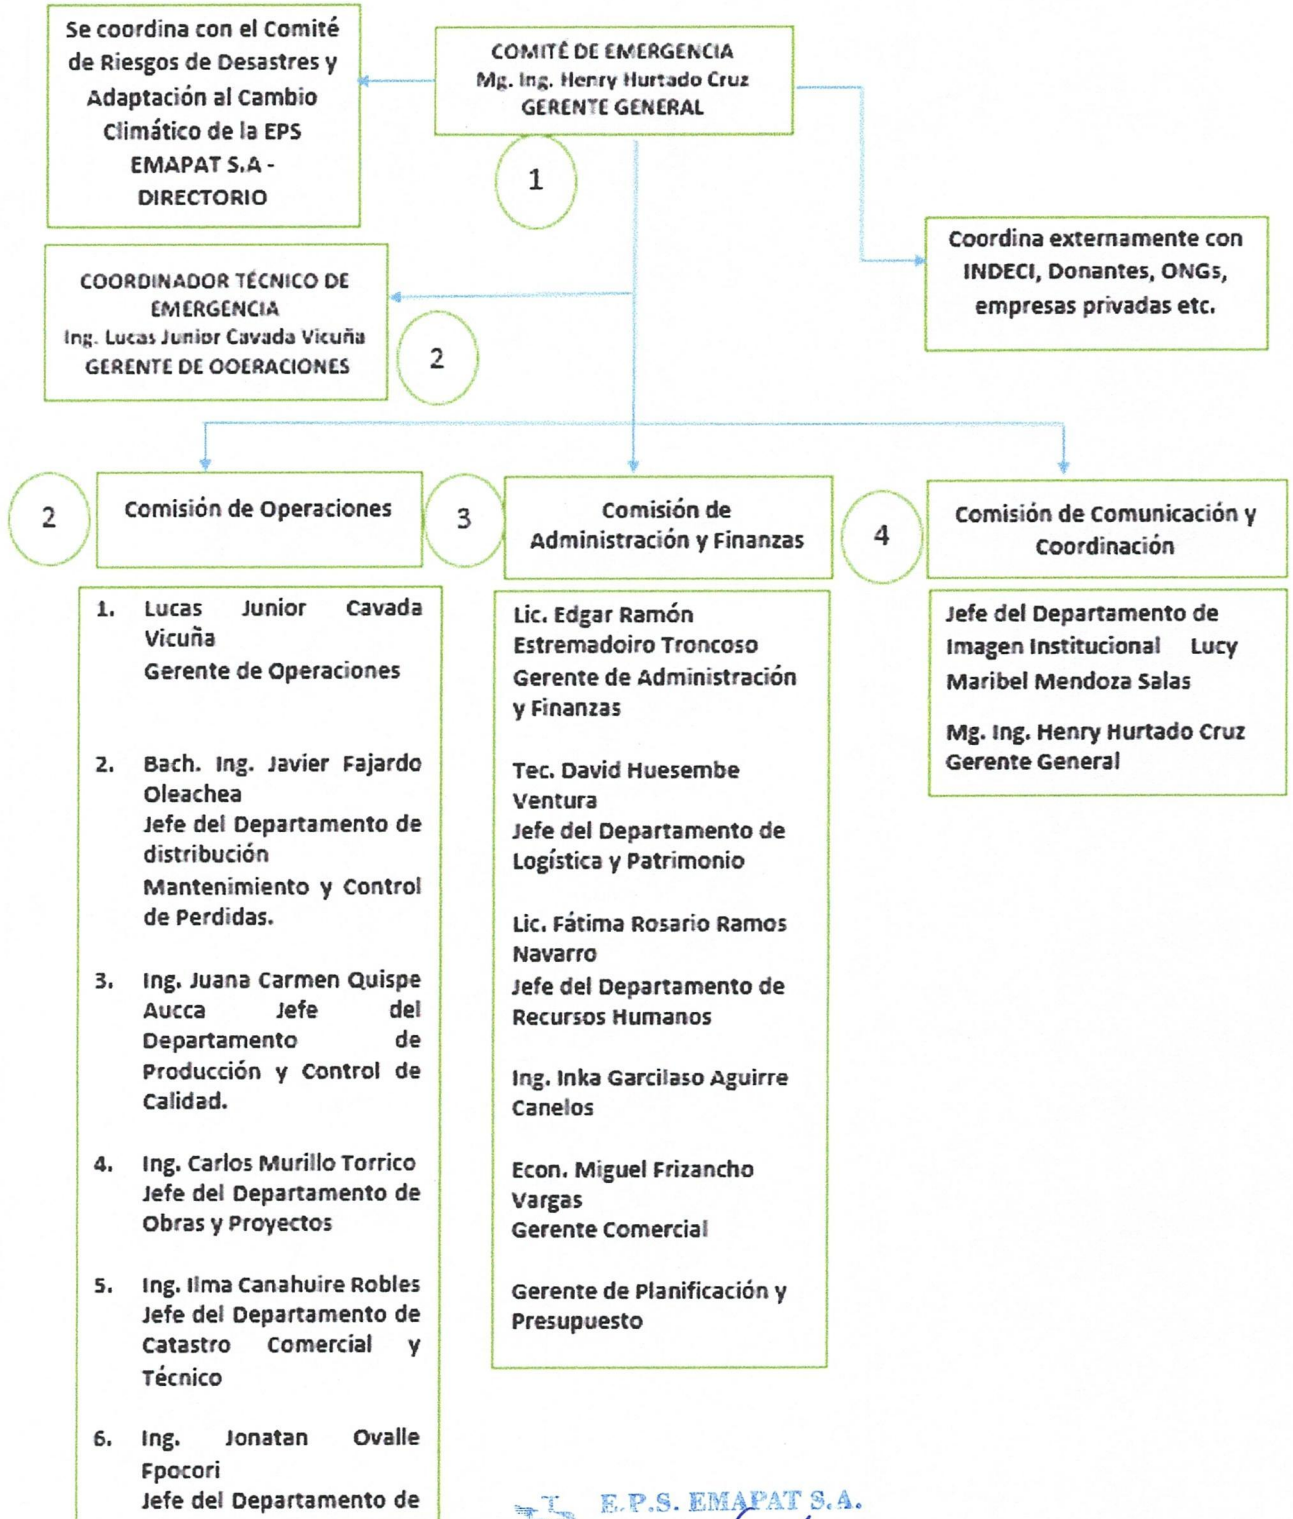 Se coordina con el Comité
de Riesgos de Desastres y
Adaptación al Cambio
Climático de la EPS
EMAPAT S.A -
DIRECTORIO
COMITÉ DE EMERGENCIA
Mg. Ing. Henry Hurtado Cruz
GERENTE GENERAL
1
Coordina externamente con
INDECI, Donantes, ONGs,
empresas privadas etc.
COORDINADOR TÉCNICO DE
EMERGENCIA
Ing. Lucas Junior Cavada Vicuña
GERENTE DE OOERACIONES
2
2
Comisión de Operaciones
3
Comisión de
Administración y Finanzas
4
Comisión de Comunicación y
Coordinación
1. Lucas Junior Cavada
Vicuña
Gerente de Operaciones
2. Bach. Ing. Javier Fajardo
Oleachea
Jefe del Departamento de
distribución
Mantenimiento y Control
de Perdidas.
3. Ing. Juana Carmen Quispe
Aucca Jefe del
Departamento de
Producción y Control de
Calidad.
4. Ing. Carlos Murillo Torrico
Jefe del Departamento de
Obras y Proyectos
5. Ing. Ilma Canahuire Robles
Jefe del Departamento de
Catastro Comercial y
Técnico
6. Ing. Jonatan Ovalle
Fpocori
Jefe del Departamento de
Lic. Edgar Ramón
Estremadoiro Troncoso
Gerente de Administración
y Finanzas
Tec. David Huesembe
Ventura
Jefe del Departamento de
Logística y Patrimonio
Lic. Fátima Rosario Ramos
Navarro
Jefe del Departamento de
Recursos Humanos
Ing. Inka Garcilaso Aguirre
Canelos
Econ. Miguel Frizancho
Vargas
Gerente Comercial
Gerente de Planificación y
Presupuesto
Jefe del Departamento de
Imagen Institucional Lucy
Maribel Mendoza Salas
Mg. Ing. Henry Hurtado Cruz
Gerente General
E.P.S. EMAPAT S.A.